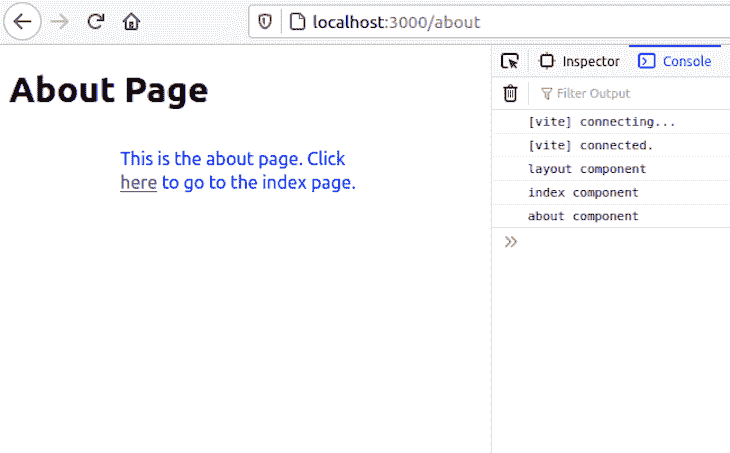 localhost:3000/about
About Page
This is the about page. Click
here to go to the index page.
Inspector
Console
Filter Output
[vite] connecting...
[vite] connected.
layout component
index component
about component